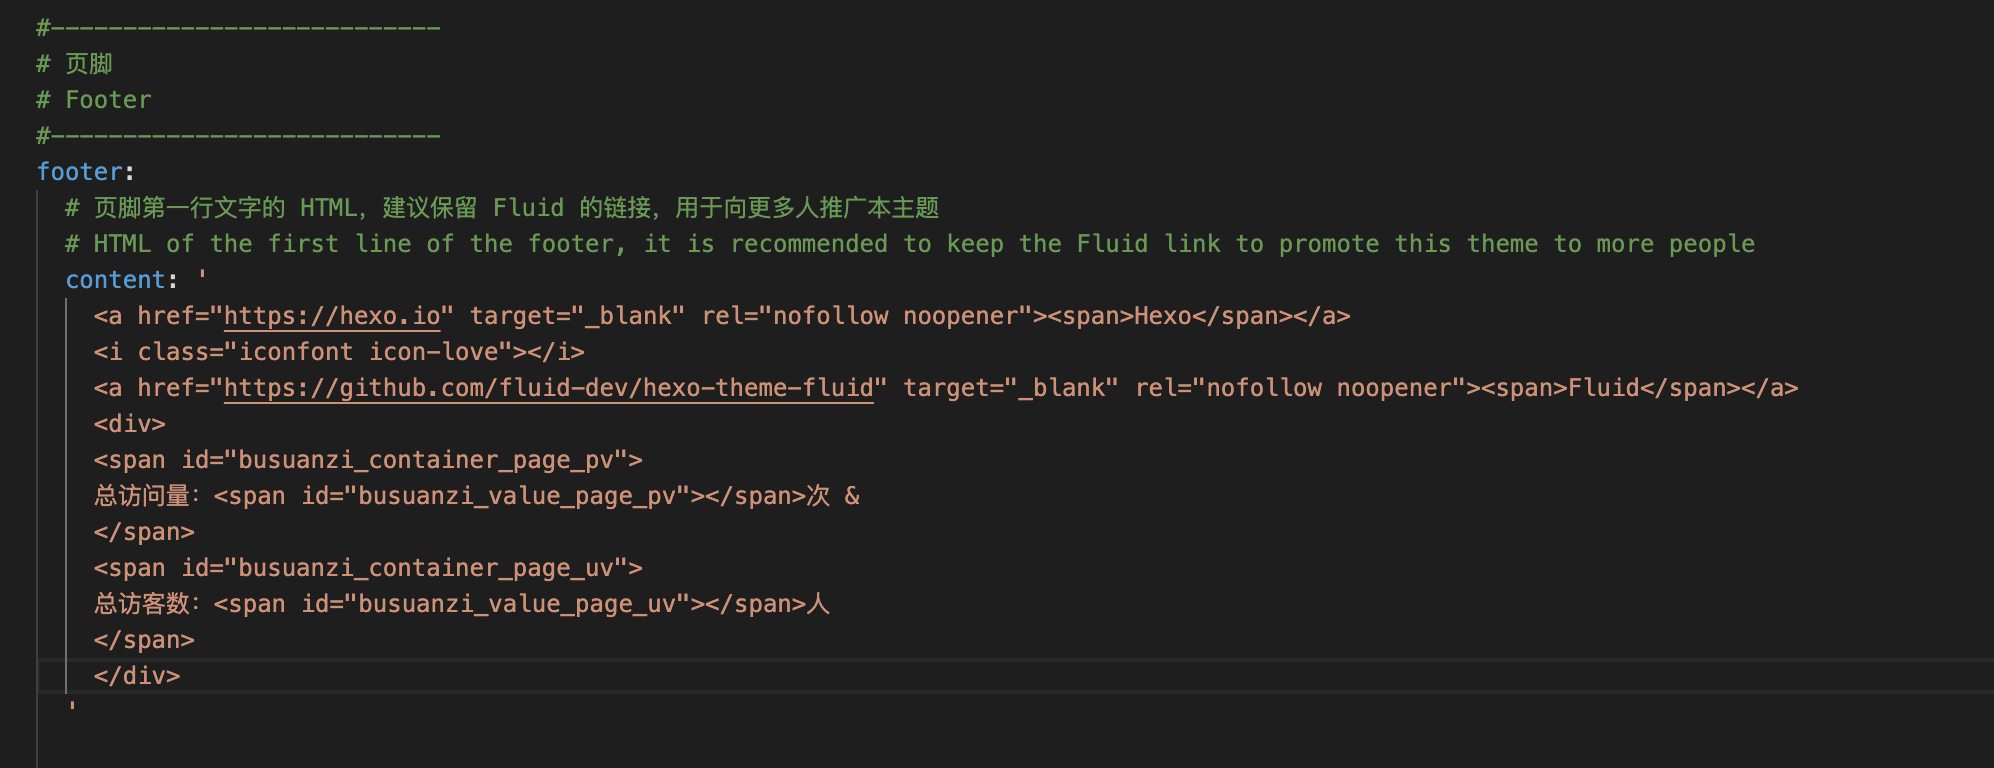 #---------------------------
# 页脚
# Footer
#---------------------------
footer:
# 页脚第一行文字的 HTML，建议保留 Fluid 的链接，用于向更多人推广本主题
# HTML of the first line of the footer, it is recommended to keep the Fluid link to promote this theme to more people
content: '
<a href="https://hexo.io" target="_blank" rel="nofollow noopener"><span>Hexo</span></a>
<i class="iconfont icon-love"></i>
<a href="https://github.com/fluid-dev/hexo-theme-fluid" target="_blank" rel="nofollow noopener"><span>Fluid</span></a>
<div>
<span id="busuanzi_container_page_pv">
总访问量：<span id="busuanzi_value_page_pv"></span>次 &
</span>
<span id="busuanzi_container_page_uv">
总访客数：<span id="busuanzi_value_page_uv"></span>人
</span>
</div>
'